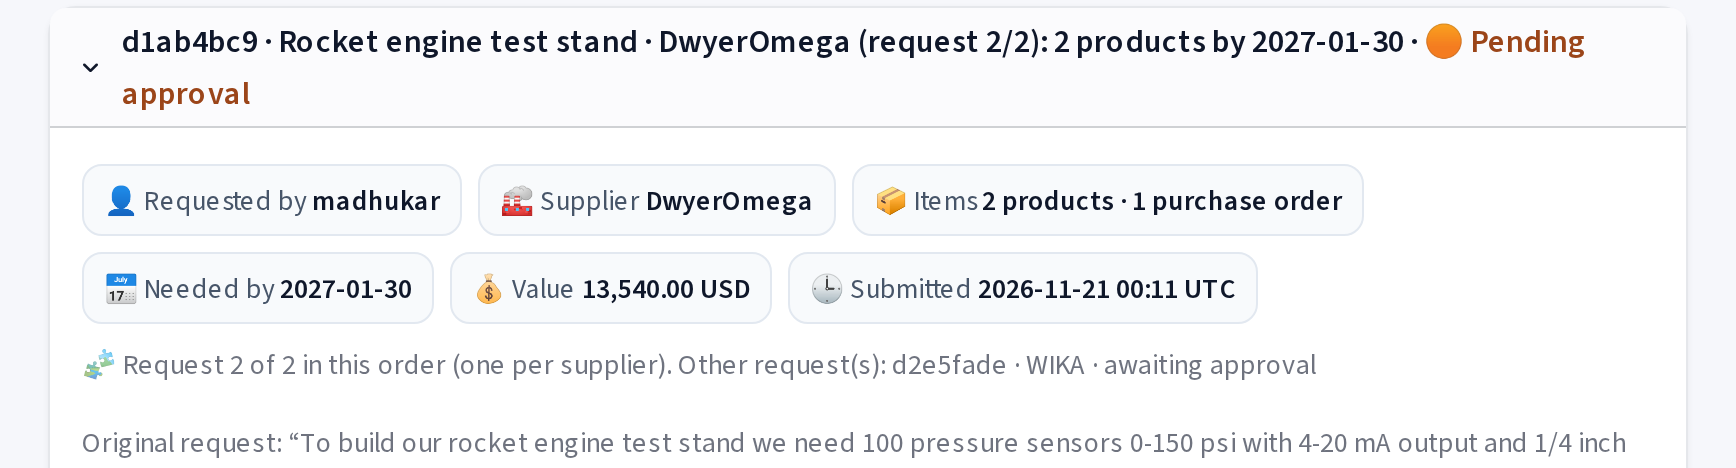 d1ab4bc9 · Rocket engine test stand · DwyerOmega (request 2/2): 2 products by 2027-01-30 · 🟠 Pending
approval
👤 Requested by madhukar
🏭 Supplier DwyerOmega
📦 Items 2 products · 1 purchase order
📅 Needed by 2027-01-30
💰 Value 13,540.00 USD
🕒 Submitted 2026-11-21 00:11 UTC
🧩 Request 2 of 2 in this order (one per supplier). Other request(s): d2e5fade · WIKA · awaiting approval
Original request: “To build our rocket engine test stand we need 100 pressure sensors 0-150 psi with 4-20 mA output and 1/4 inch